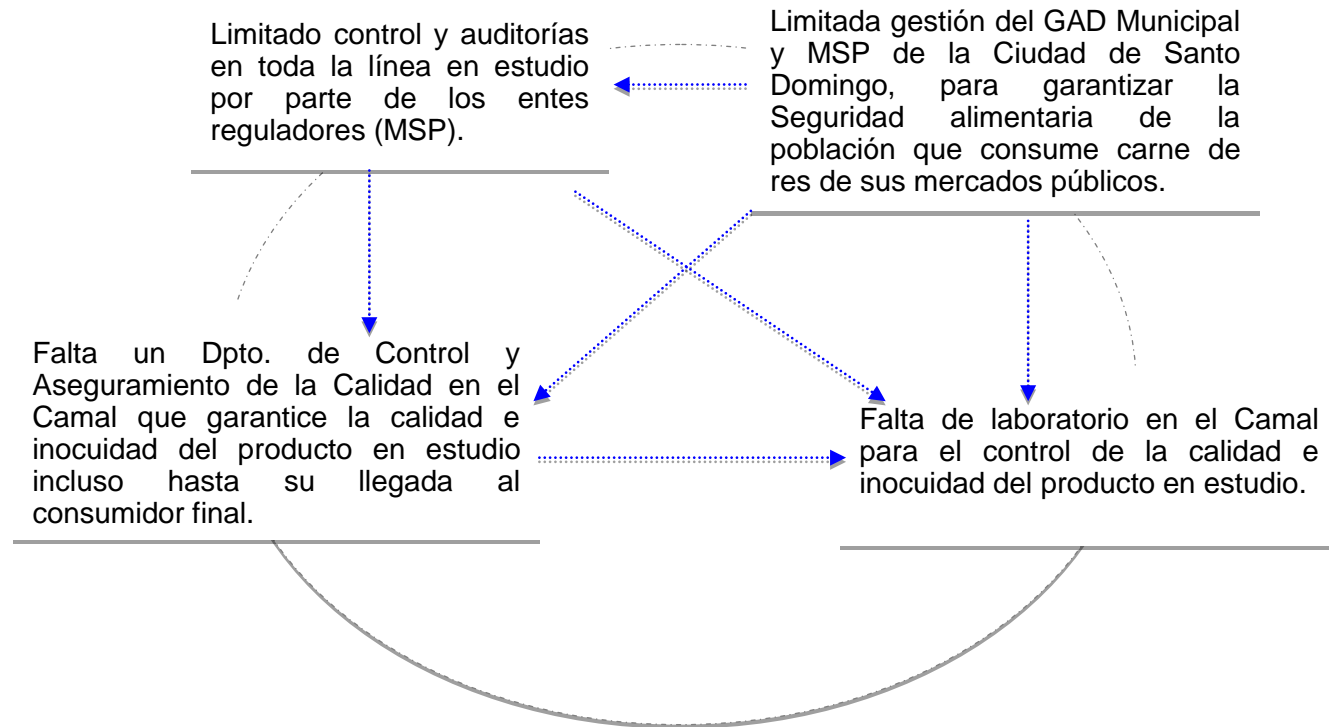 Limitado control y auditorías
en toda la línea en estudio
por parte de los entes
reguladores (MSP).
Limitada gestión del GAD Municipal
y MSP de la Ciudad de Santo
Domingo, para garantizar la
Seguridad alimentaria de la
población que consume carne de
res de sus mercados públicos.
Falta un Dpto. de Control y
Aseguramiento de la Calidad en el
Camal que garantice la calidad e
inocuidad del producto en estudio
incluso hasta su llegada al
consumidor final.
Falta de laboratorio en el Camal
para el control de la calidad e
inocuidad del producto en estudio.